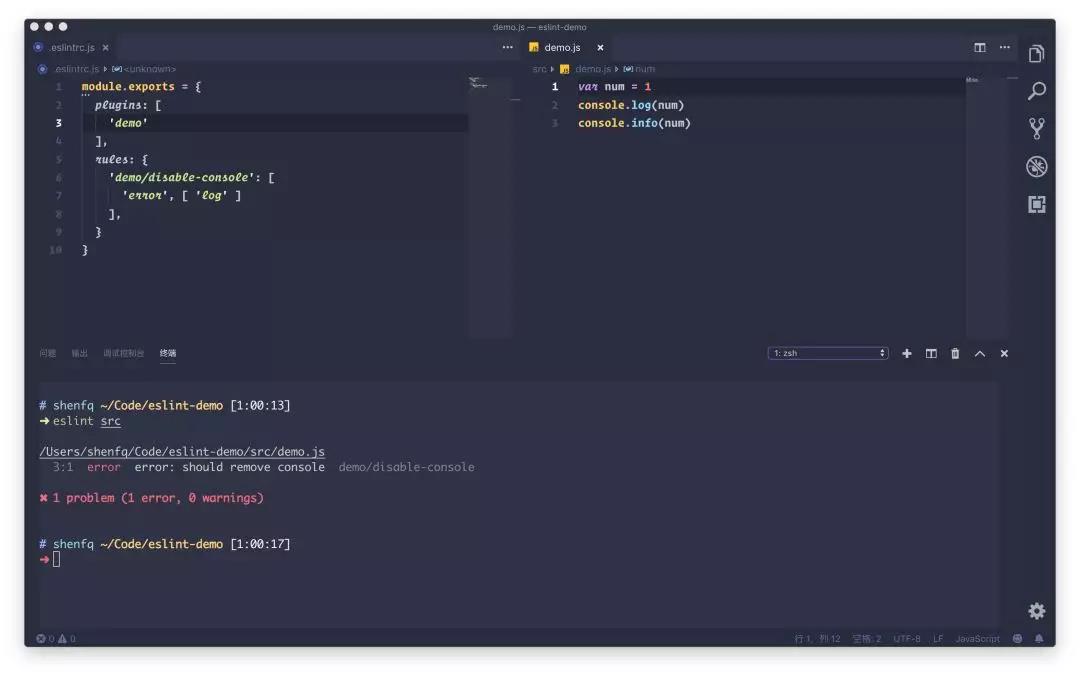 demo.js — eslint-demo
.eslintrc.js ×
.eslintrc.js <unknown>
1 module.exports = {
2 plugins: [
3 'demo'
4 ],
5 rules: {
6 'demo/disable-console': [
7 'error', [ 'log' ]
8 ],
9 }
10 }
JS demo.js ×
src JS demo.js num
1 var num = 1
2 console.log(num)
3 console.info(num)
问题 输出 调试控制台 终端
1: zsh
# shenfq ~/Code/eslint-demo [1:00:13]
➜ eslint src
/Users/shenfq/Code/eslint-demo/src/demo.js
3:1 error error: should remove console demo/disable-console
✖ 1 problem (1 error, 0 warnings)
# shenfq ~/Code/eslint-demo [1:00:17]
➜
0 0
行 1，列 12 空格: 2 UTF-8 LF JavaScript